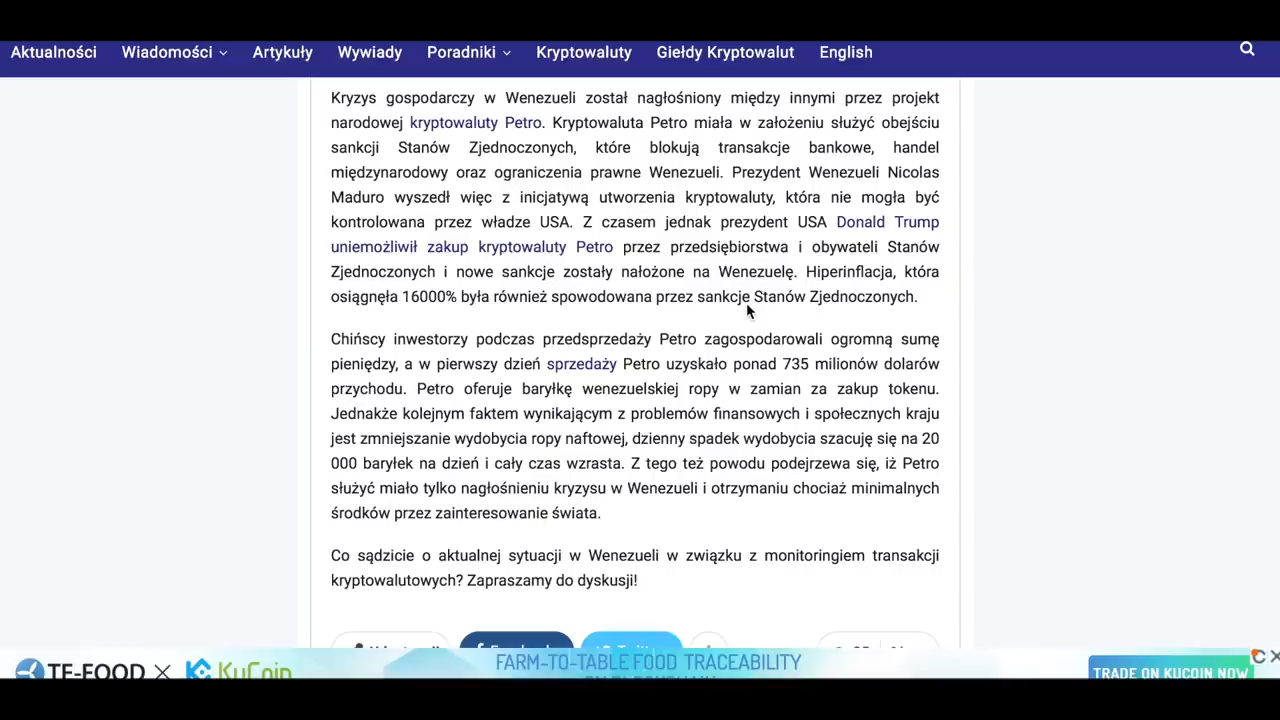 Aktualności Wiadomości Artykuły Wywiady Poradniki Kryptowaluty Giełdy Kryptowalut English
Kryzys gospodarczy w Wenezueli został nagłośniony między innymi przez projekt
narodowej kryptowaluty Petro. Kryptowaluta Petro miała w założeniu służyć obejściu
sankcji Stanów Zjednoczonych, które blokują transakcje bankowe, handel
międzynarodowy oraz ograniczenia prawne Wenezueli. Prezydent Wenezueli Nicolas
Maduro wyszedł więc z inicjatywą utworzenia kryptowaluty, która nie mogła być
kontrolowana przez władze USA. Z czasem jednak prezydent USA Donald Trump
uniemożliwił zakup kryptowaluty Petro przez przedsiębiorstwa i obywateli Stanów
Zjednoczonych i nowe sankcje zostały nałożone na Wenezuelę. Hiperinflacja, która
osiągnęła 16000% była również spowodowana przez sankcje Stanów Zjednoczonych.
Chińscy inwestorzy podczas przedsprzedaży Petro zagospodarowali ogromną sumę
pieniędzy, a w pierwszy dzień sprzedaży Petro uzyskało ponad 735 milionów dolarów
przychodu. Petro oferuje baryłkę wenezuelskiej ropy w zamian za zakup tokenu.
Jednakże kolejnym faktem wynikającym z problemów finansowych i społecznych kraju
jest zmniejszanie wydobycia ropy naftowej, dzienny spadek wydobycia szacuję się na 20
000 baryłek na dzień i cały czas wzrasta. Z tego też powodu podejrzewa się, iż Petro
służyć miało tylko nagłośnieniu kryzysu w Wenezueli i otrzymaniu chociaż minimalnych
środków przez zainteresowanie świata.
Co sądzicie o aktualnej sytuacji w Wenezueli w związku z monitoringiem transakcji
kryptowalutowych? Zapraszamy do dyskusji!
TE-FOOD KuCoin FARM-TO-TABLE FOOD TRACEABILITY TRADE ON KUCOIN NOW